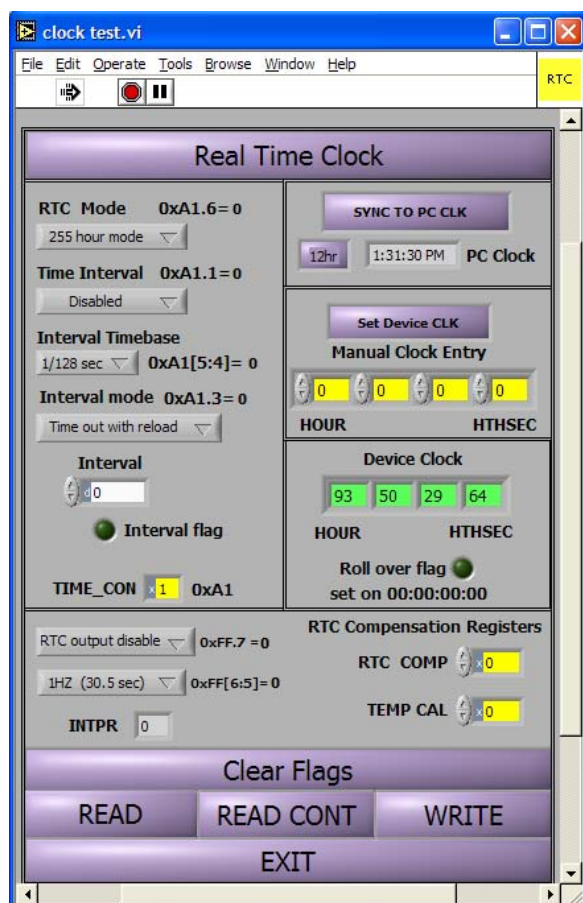 clock test.vi
File Edit Operate Tools Browse Window Help
RTC
Real Time Clock
RTC Mode 0xA1.6= 0
255 hour mode
Time Interval 0xA1.1= 0
Disabled
Interval Timebase
1/128 sec 0xA1[5:4]= 0
Interval mode 0xA1.3= 0
Time out with reload
Interval
d 0
Interval flag
TIME_CON x 1 0xA1
SYNC TO PC CLK
12hr 1:31:30 PM PC Clock
Set Device CLK
Manual Clock Entry
0 0 0 0
HOUR HTHSEC
Device Clock
93 50 29 64
HOUR HTHSEC
Roll over flag
set on 00:00:00:00
RTC output disable 0xFF.7 =0
1HZ (30.5 sec) 0xFF[6:5]= 0
INTPR 0
RTC Compensation Registers
RTC COMP x 0
TEMP CAL x 0
Clear Flags
READ READ CONT WRITE
EXIT